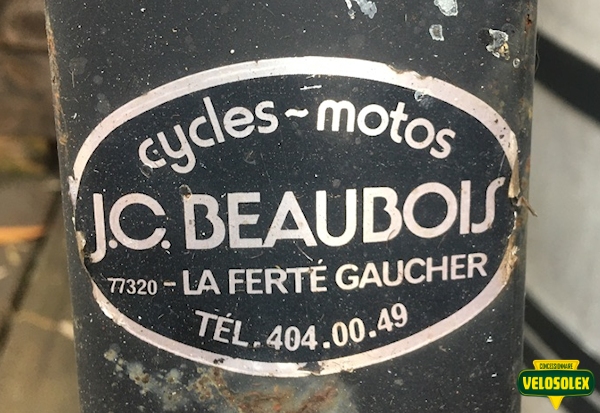 cycles ~ motos
J.C. BEAUBOIS
77320 - LA FERTÉ GAUCHER
TÉL. 404.00.49
CONCESSIONNAIRE
VELOSOLEX